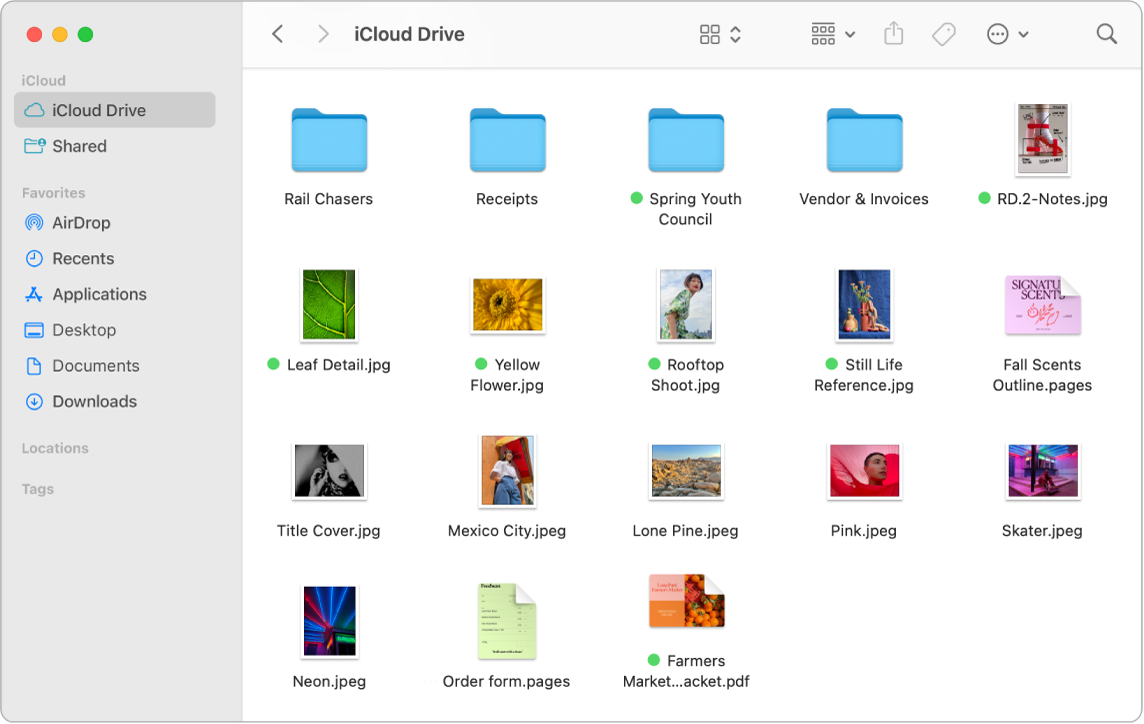 iCloud Drive
iCloud
iCloud Drive
Shared
Favorites
AirDrop
Recents
Applications
Desktop
Documents
Downloads
Locations
Tags
Rail Chasers
Receipts
Spring Youth
Council
Vendor & Invoices
RD.2-Notes.jpg
SIGNATU
SCENTS
Leaf Detail.jpg
Yellow
Flower.jpg
Rooftop
Shoot.jpg
Still Life
Reference.jpg
Fall Scents
Outline.pages
Title Cover.jpg
Mexico City.jpeg
Lone Pine.jpeg
Pink.jpeg
Skater.jpeg
Neon.jpeg
Order form.pages
Farmers
Market...acket.pdf